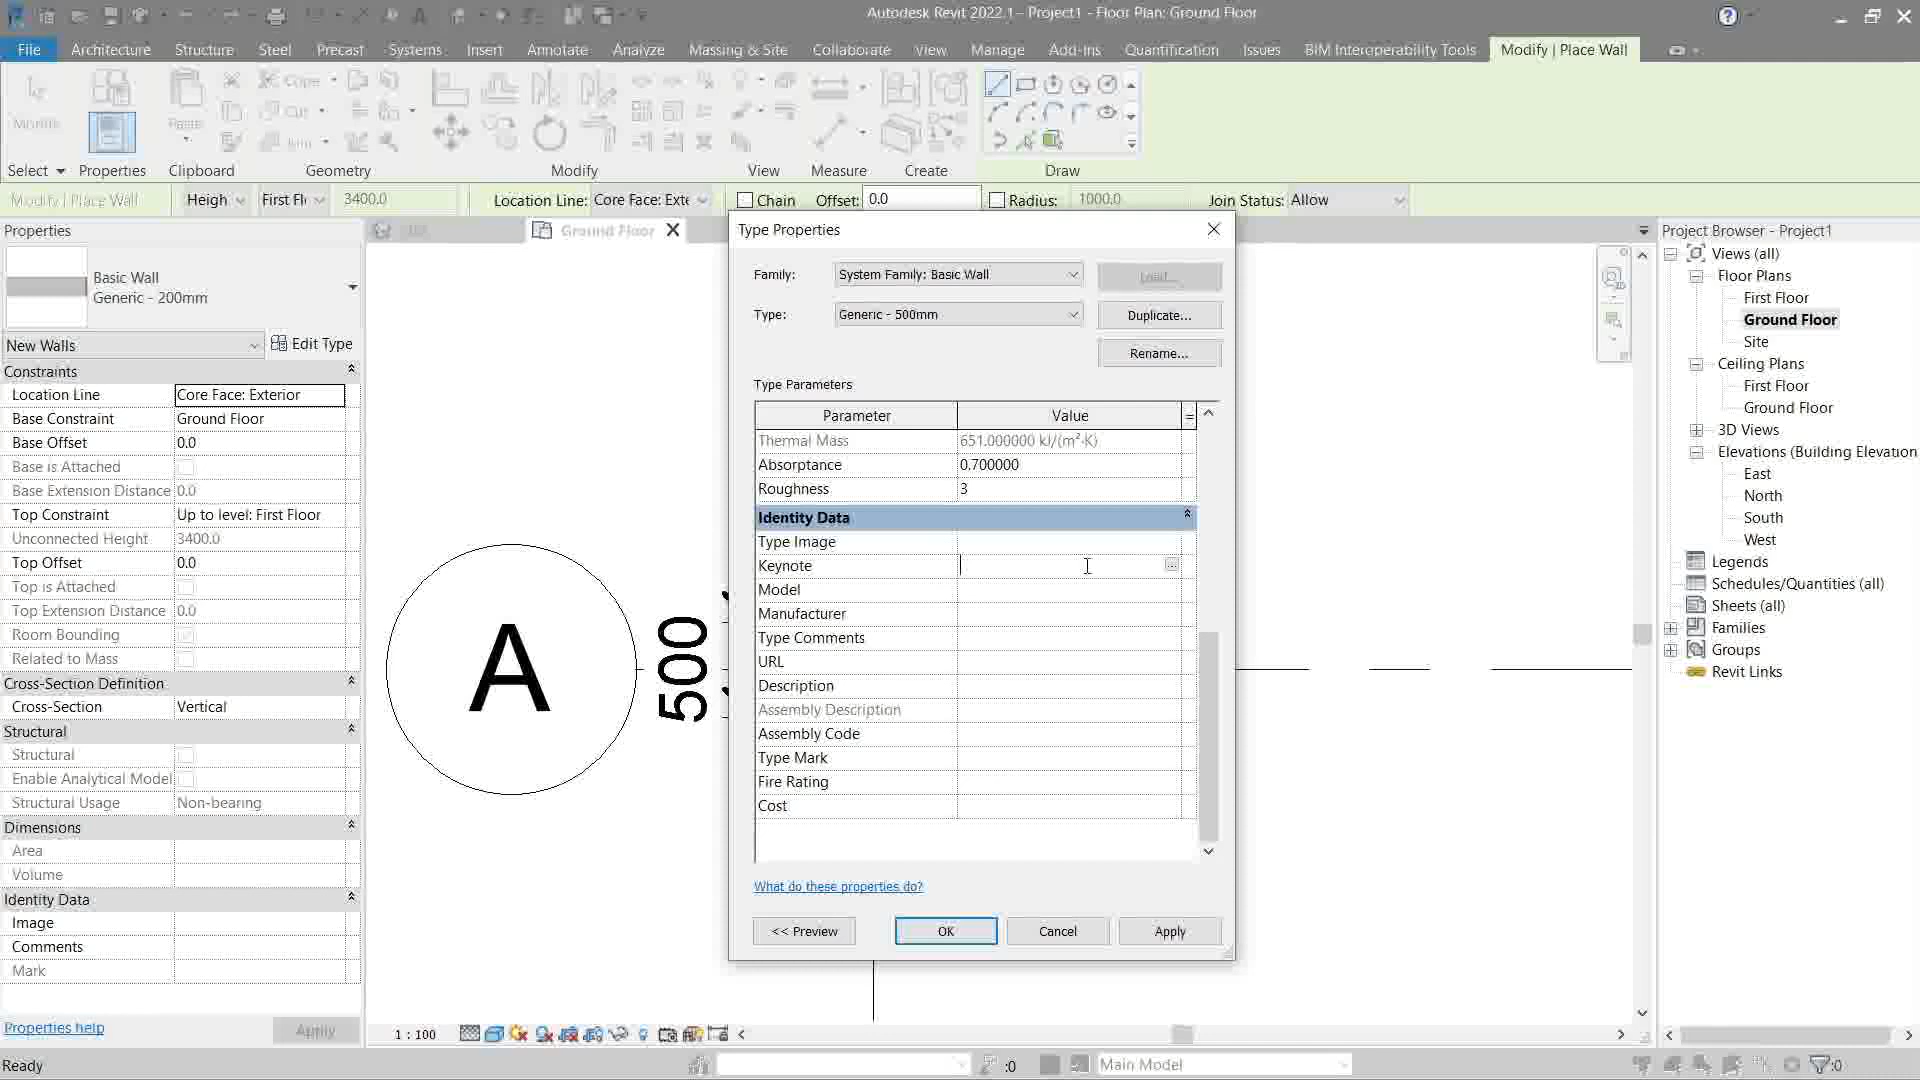 Autodesk Revit 2022.1 - Project1 - Floor Plan: Ground Floor
File Architecture Structure Steel Precast Systems Insert Annotate Analyze Massing & Site Collaborate View Manage Add-Ins Quantification Issues BIM Interoperability Tools Modify | Place Wall
Modify Paste Cope Cut Join
Select Properties Clipboard Geometry Modify View Measure Create Draw
Modify | Place Wall Heigh First Fl 3400.0 Location Line: Core Face: Exte Chain Offset: 0.0 Radius: 1000.0 Join Status: Allow
Properties
Ground Floor
Basic Wall
Generic - 200mm
New Walls Edit Type
Constraints
Location Line Core Face: Exterior
Base Constraint Ground Floor
Base Offset 0.0
Base is Attached
Base Extension Distance 0.0
Top Constraint Up to level: First Floor
Unconnected Height 3400.0
Top Offset 0.0
Top is Attached
Top Extension Distance 0.0
Room Bounding
Related to Mass
Cross-Section Definition
Cross-Section Vertical
Structural
Structural
Enable Analytical Model
Structural Usage Non-bearing
Dimensions
Area
Volume
Identity Data
Image
Comments
Mark
Properties help Apply
A
500
Type Properties
Family: System Family: Basic Wall Load...
Type: Generic - 500mm Duplicate...
Rename...
Type Parameters
Parameter Value =
Thermal Mass 651.000000 kJ/(m²·K)
Absorptance 0.700000
Roughness 3
Identity Data
Type Image
Keynote
Model
Manufacturer
Type Comments
URL
Description
Assembly Description
Assembly Code
Type Mark
Fire Rating
Cost
What do these properties do?
<< Preview OK Cancel Apply
Project Browser - Project1
Views (all)
Floor Plans
First Floor
Ground Floor
Site
Ceiling Plans
First Floor
Ground Floor
3D Views
Elevations (Building Elevation
East
North
South
West
Legends
Schedules/Quantities (all)
Sheets (all)
Families
Groups
Revit Links
1 : 100
Ready :0 Main Model :0